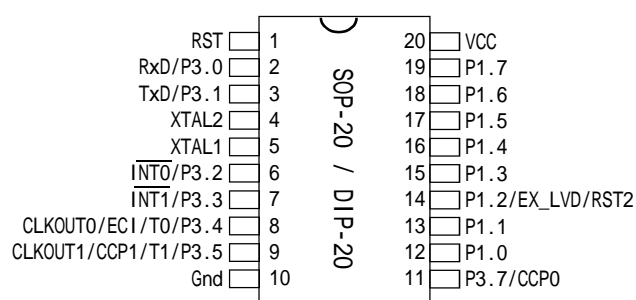 RST 1 20 VCC
RxD/P3.0 2 19 P1.7
TxD/P3.1 3 18 P1.6
XTAL2 4 17 P1.5
XTAL1 5 16 P1.4
INT0/P3.2 6 15 P1.3
INT1/P3.3 7 14 P1.2/EX_LVD/RST2
CLKOUT0/ECI/T0/P3.4 8 13 P1.1
CLKOUT1/CCP1/T1/P3.5 9 12 P1.0
Gnd 10 11 P3.7/CCP0
SOP-20 / DIP-20